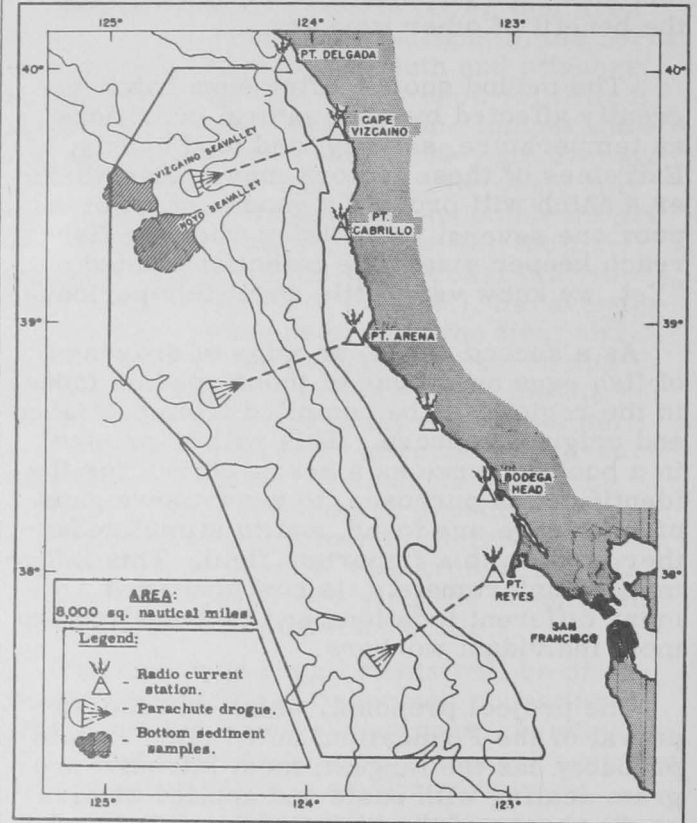 125° 124° 123°
40° 40°
PT. DELGADA
CAPE
VIZCAINO
VIZCAINO SEAVALLEY
NOYO SEAVALLEY
PT.
CABRILLO
39° 39°
PT. ARENA
BODEGA
HEAD
38° 38°
PT.
REYES
SAN
FRANCISCO
AREA:
8,000 sq. nautical miles.
Legend:
Radio current
station.
Parachute drogue.
- Bottom sediment
samples.
125° 124° 123°